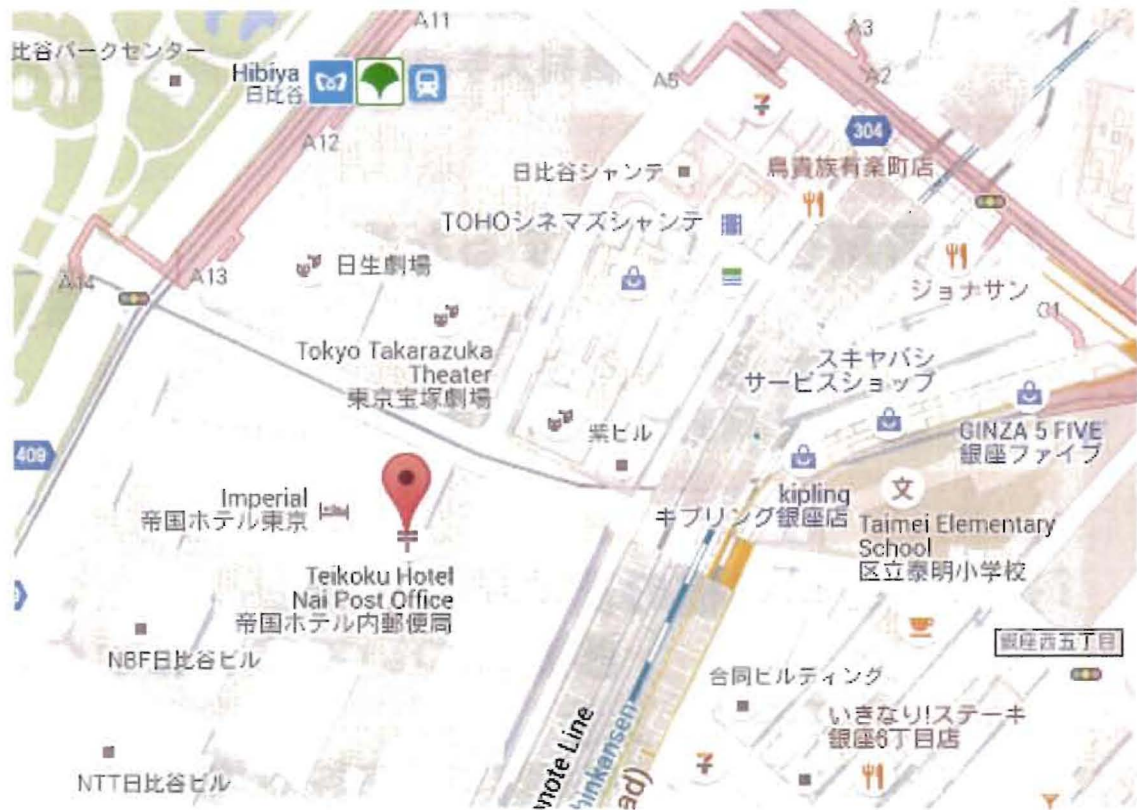 A11
比谷パークセンター
Hibiya
日比谷
A12
A3
A2
A5
304
鳥貴族有楽町店
日比谷シャンテ
TOHOシネマズシャンテ
ジョナサン
C1
A14
A13
日生劇場
Tokyo Takarazuka
Theater
東京宝塚劇場
スキヤバシ
サービスショップ
GINZA 5 FIVE
銀座ファイブ
紫ビル
409
Imperial
帝国ホテル東京
kipling
キプリング銀座店
文
Taimei Elementary
School
区立泰明小学校
Teikoku Hotel
Nai Post Office
帝国ホテル内郵便局
NBF日比谷ビル
銀座西五丁目
合同ビルディング
いきなり!ステーキ
銀座6丁目店
NTT日比谷ビル
note Line
hinkansen
ad)